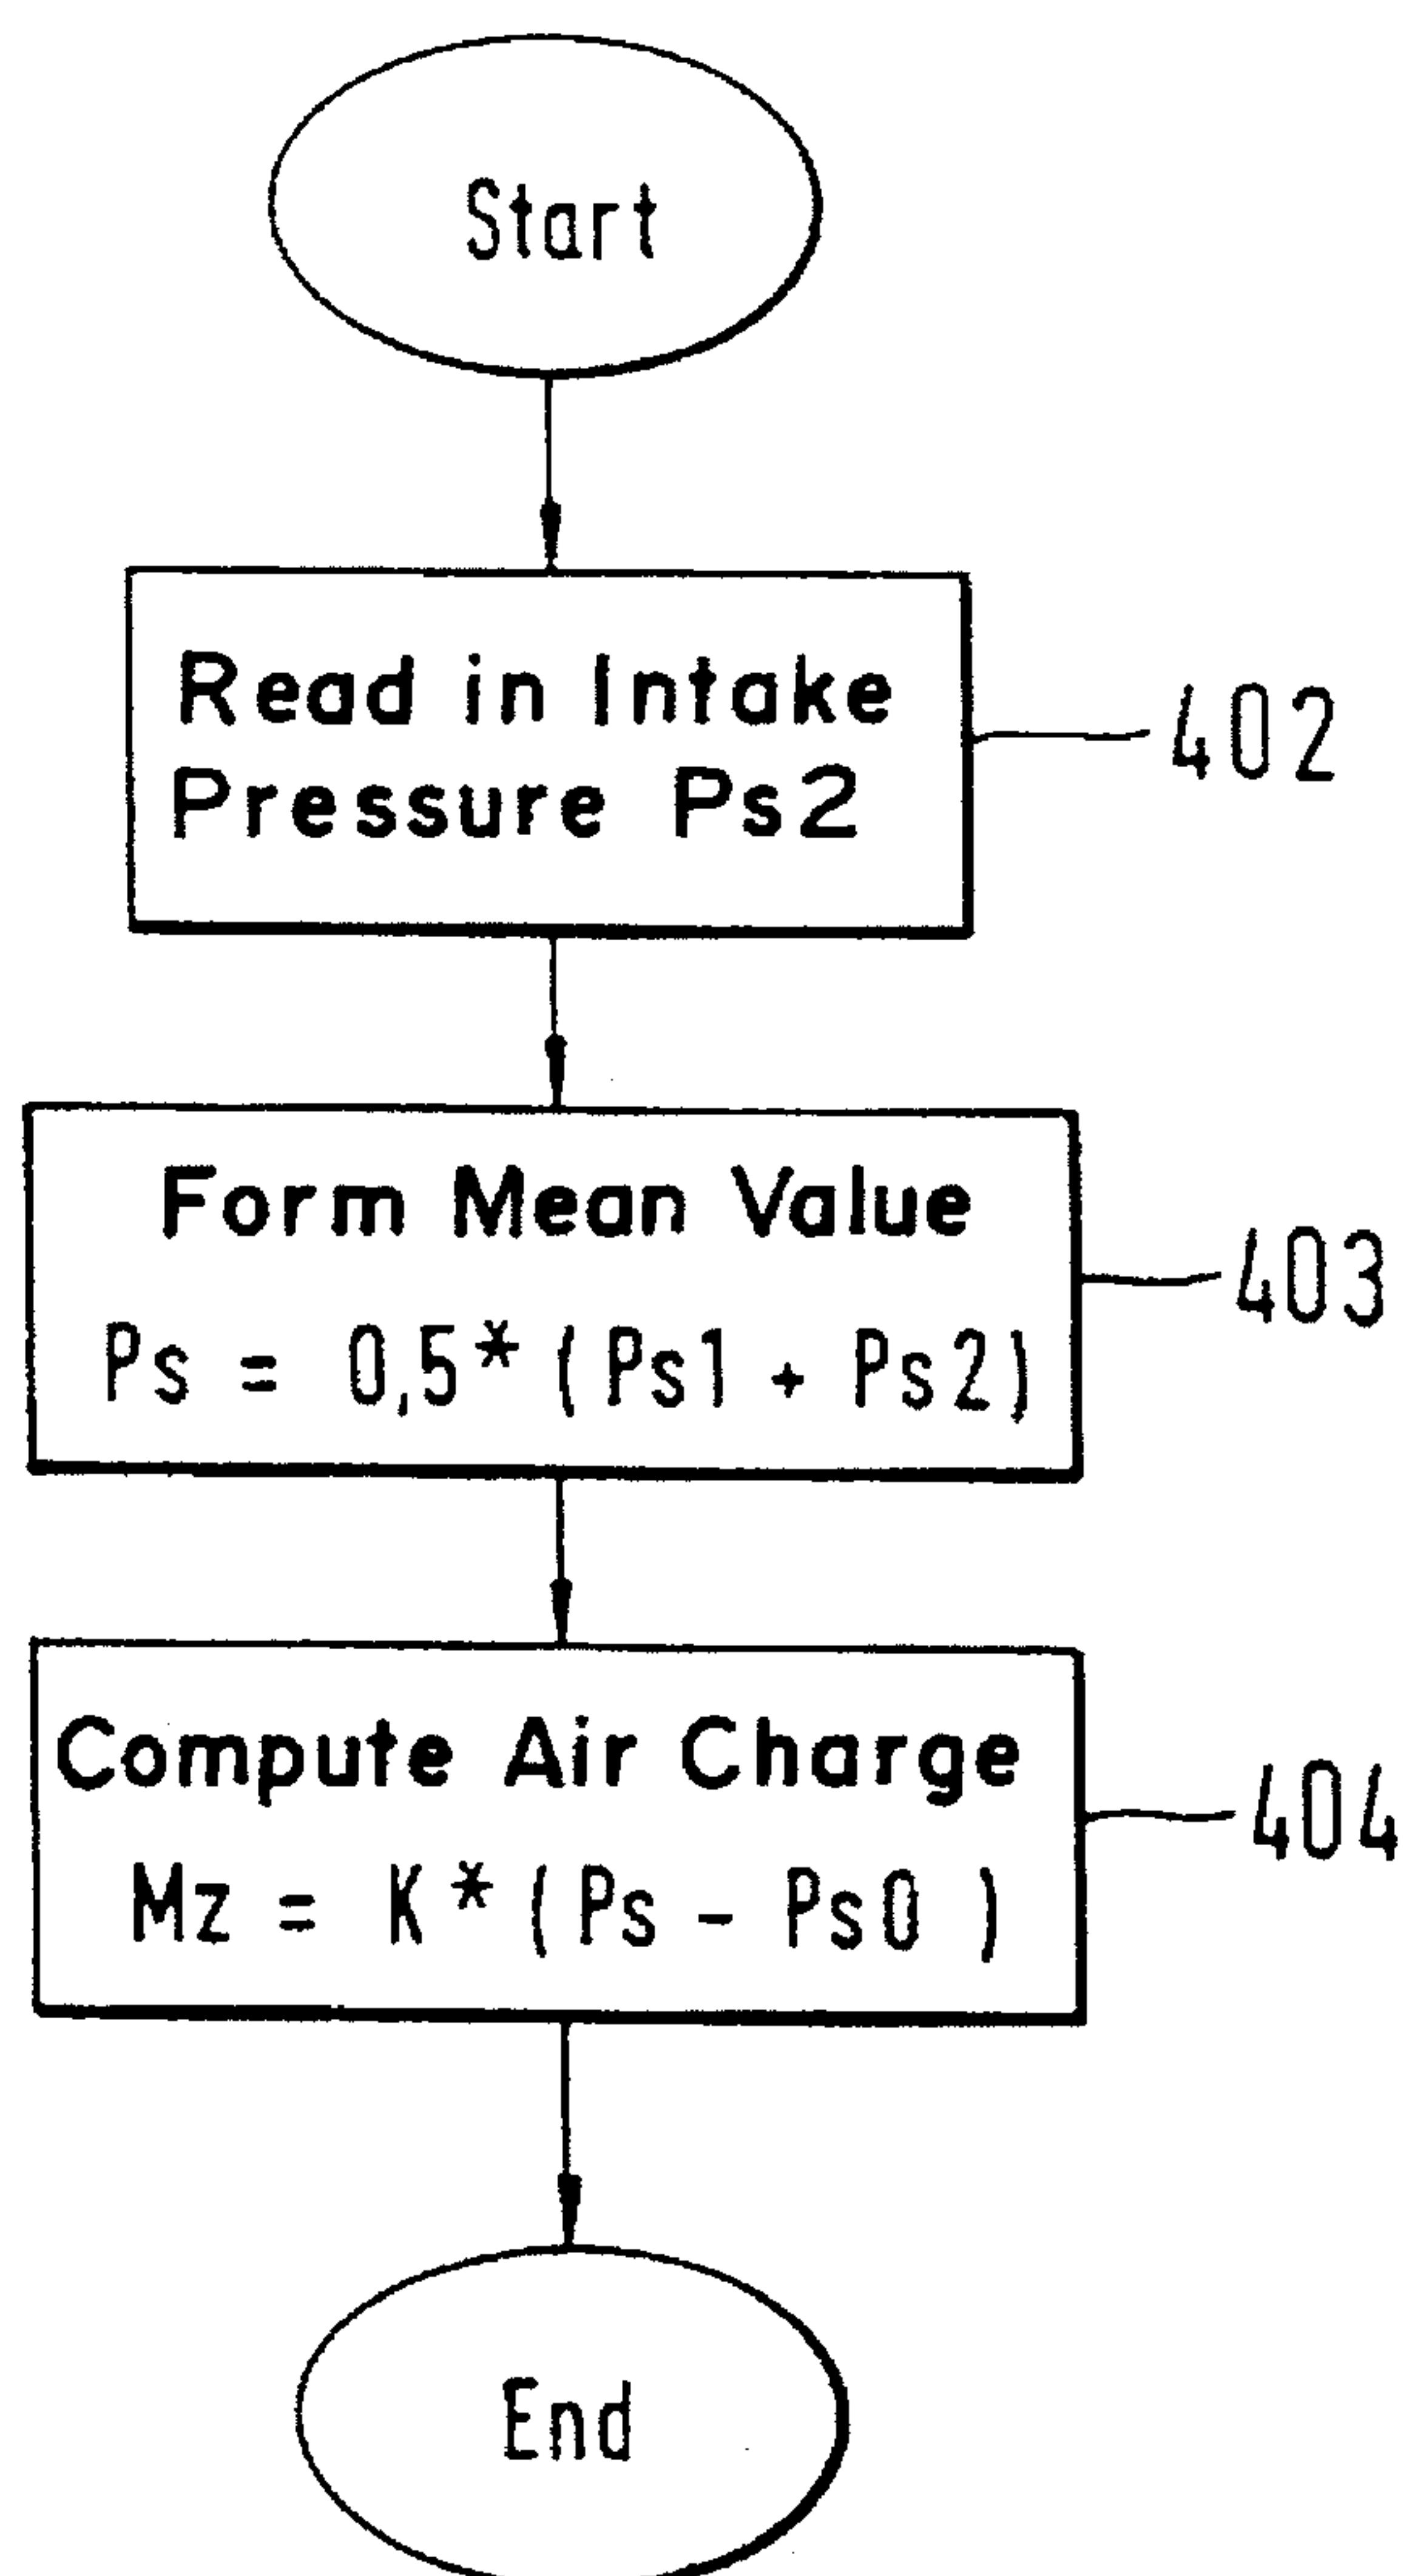 Start
Read in Intake
Pressure Ps2
402
Form Mean Value
Ps = 0,5* ( Ps1 + Ps2 )
403
Compute Air Charge
Mz = K* ( Ps - Ps0 )
404
End